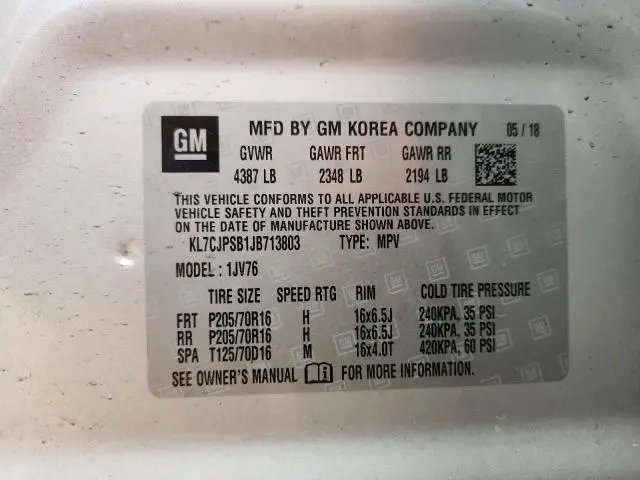 GM MFD BY GM KOREA COMPANY 05/18
GVWR GAWR FRT GAWR RR
4387 LB 2348 LB 2194 LB
THIS VEHICLE CONFORMS TO ALL APPLICABLE U.S. FEDERAL MOTOR
VEHICLE SAFETY AND THEFT PREVENTION STANDARDS IN EFFECT
ON THE DATE OF MANUFACTURE SHOWN ABOVE.
KL7CJPSB1JB713803 TYPE: MPV
MODEL: 1JV76
TIRE SIZE SPEED RTG RIM COLD TIRE PRESSURE
FRT P205/70R16 H 16x6.5J 240KPA, 35 PSI
RR P205/70R16 H 16x6.5J 240KPA, 35 PSI
SPA T125/70D16 M 16x4.0T 420KPA, 60 PSI
SEE OWNER'S MANUAL FOR MORE INFORMATION.